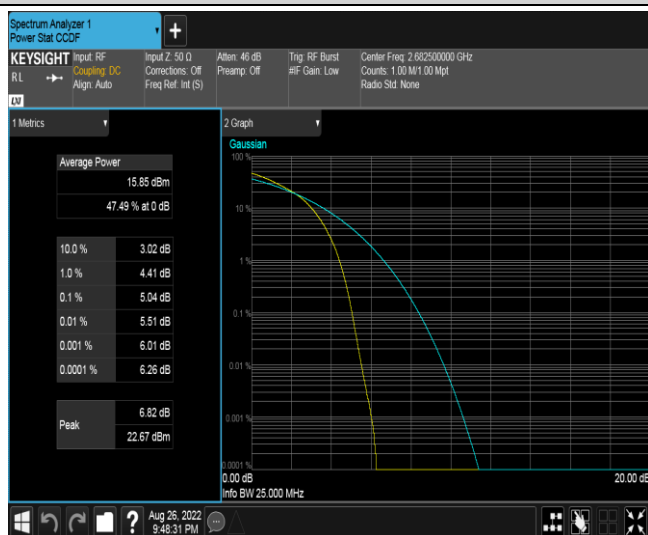 Spectrum Analyzer 1
Power Stat CCDF
+
KEYSIGHT
RL
LXI
Input: RF
Coupling: DC
Align: Auto
Input Z: 50 Ω
Corrections: Off
Freq Ref: Int (S)
Atten: 46 dB
Preamp: Off
Trig: RF Burst
#IF Gain: Low
Center Freq: 2.682500000 GHz
Counts: 1.00 M/1.00 Mpt
Radio Std: None
1 Metrics
Average Power
15.85 dBm
47.49 % at 0 dB
10.0 % 3.02 dB
1.0 % 4.41 dB
0.1 % 5.04 dB
0.01 % 5.51 dB
0.001 % 6.01 dB
0.0001 % 6.26 dB
Peak
6.82 dB
22.67 dBm
2 Graph
Gaussian
100 %
10 %
1 %
0.1 %
0.01 %
0.001 %
0.0001 %
0.00 dB 20.00 dB
Info BW 25.000 MHz
?
Aug 26, 2022
9:48:31 PM